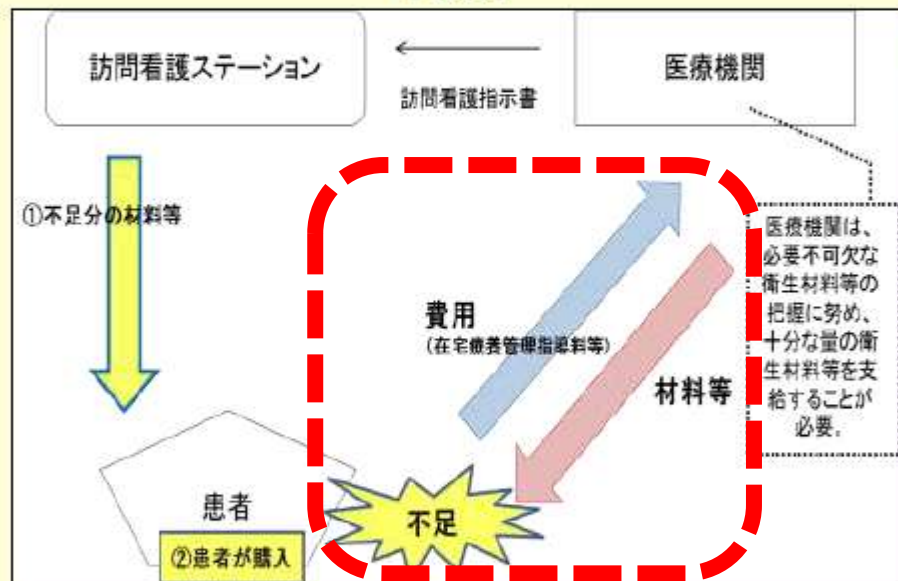 訪問看護ステーション
医療機関
訪問看護指示書
①不足分の材料等
医療機関は、
必要不可欠な
衛生材料等の
把握に努め、
十分な量の衛
生材料等を支
給することが
必要。
費用
(在宅療養管理指導料等)
材料等
患者
不足
②患者が購入